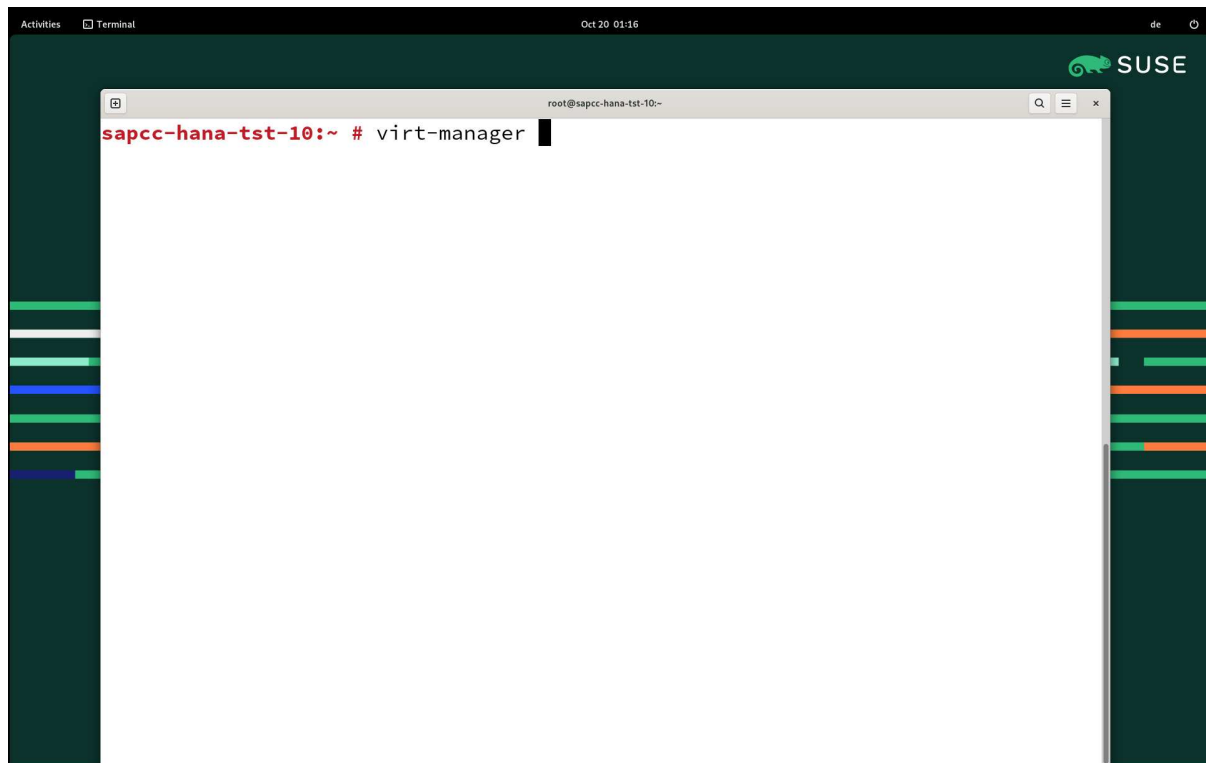 Activities Terminal Oct 20 01:16 de
SUSE
root@sapcc-hana-tst-10:~
sapcc-hana-tst-10:~ # virt-manager